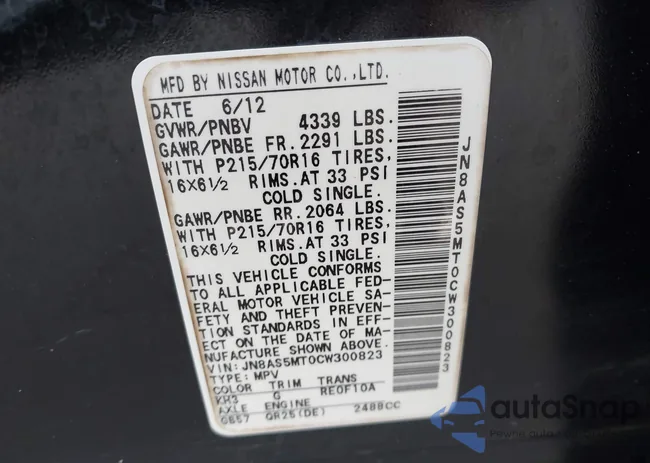 MFD BY NISSAN MOTOR CO.,LTD.
DATE 6/12
GVWR/PNBV 4339 LBS.
GAWR/PNBE FR.2291 LBS.
WITH P215/70R16 TIRES,
16X6½ RIMS.AT 33 PSI
COLD SINGLE.
GAWR/PNBE RR.2064 LBS.
WITH P215/70R16 TIRES,
16X6½ RIMS.AT 33 PSI
COLD SINGLE.
THIS VEHICLE CONFORMS
TO ALL APPLICABLE FED-
ERAL MOTOR VEHICLE SA-
FETY AND THEFT PREVEN-
TION STANDARDS IN EFF-
ECT ON THE DATE OF MA-
NUFACTURE SHOWN ABOVE.
VIN: JN8AS5MT0CW300823
TYPE: MPV
COLOR TRIM TRANS
KH3 G RE0F10A
AXLE ENGINE
GB57 QR25(DE) 2488CC
JN8AS5MT0CW300823
autoSnap